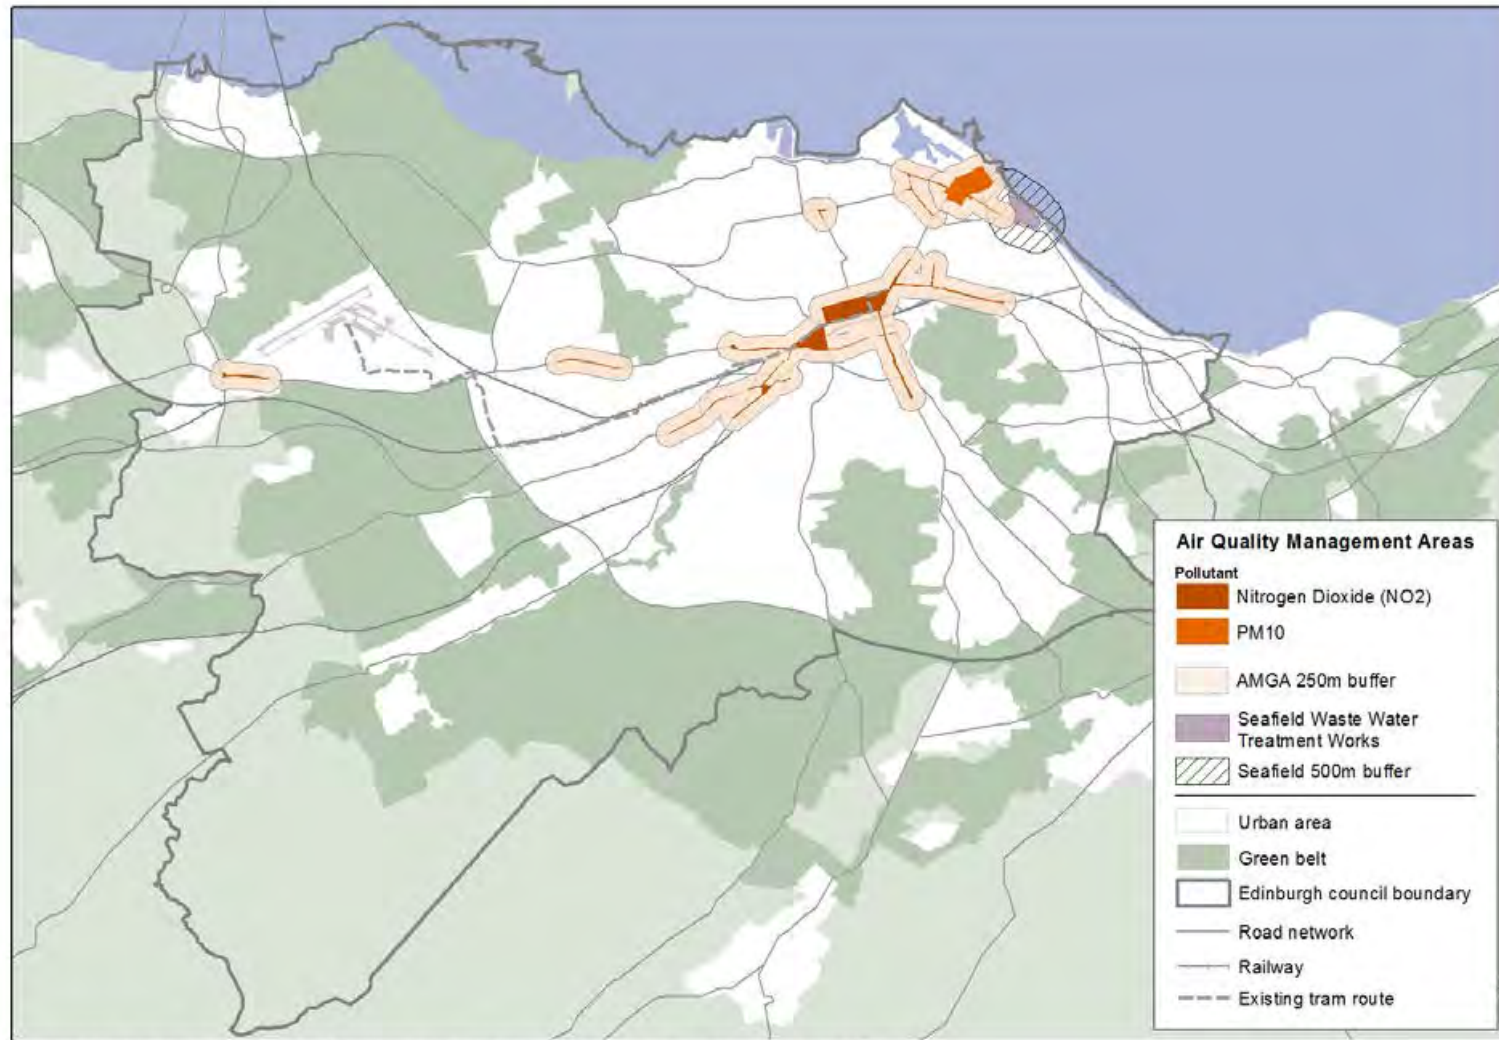 Air Quality Management Areas
Pollutant
Nitrogen Dioxide (NO2)
PM10
AMGA 250m buffer
Seafield Waste Water
Treatment Works
Seafield 500m buffer
Urban area
Green belt
Edinburgh council boundary
Road network
Railway
Existing tram route